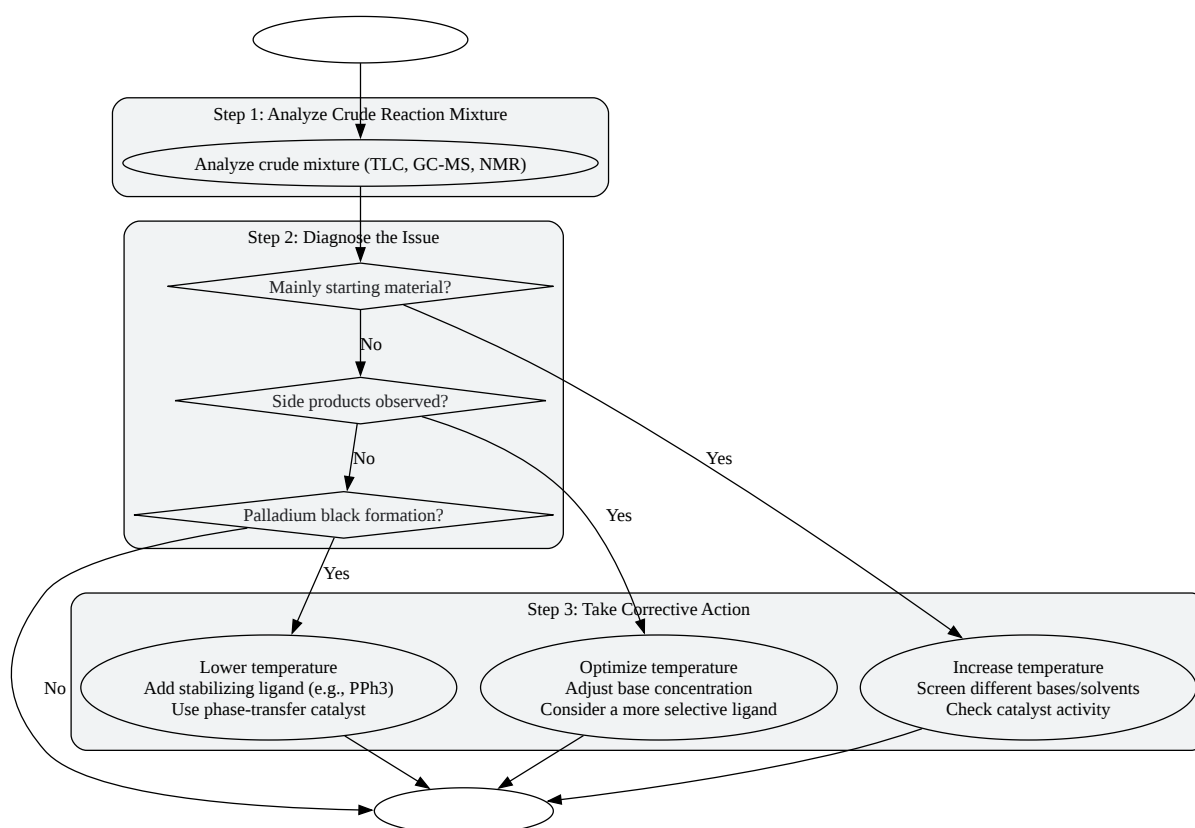 Step 1: Analyze Crude Reaction Mixture
Analyze crude mixture (TLC, GC-MS, NMR)
Step 2: Diagnose the Issue
Mainly starting material?
No
Side products observed?
Yes
No
Palladium black formation?
Yes
Yes
Step 3: Take Corrective Action
Lower temperature
Add stabilizing ligand (e.g., PPh3)
Use phase-transfer catalyst
Optimize temperature
Adjust base concentration
Consider a more selective ligand
Increase temperature
Screen different bases/solvents
Check catalyst activity
No